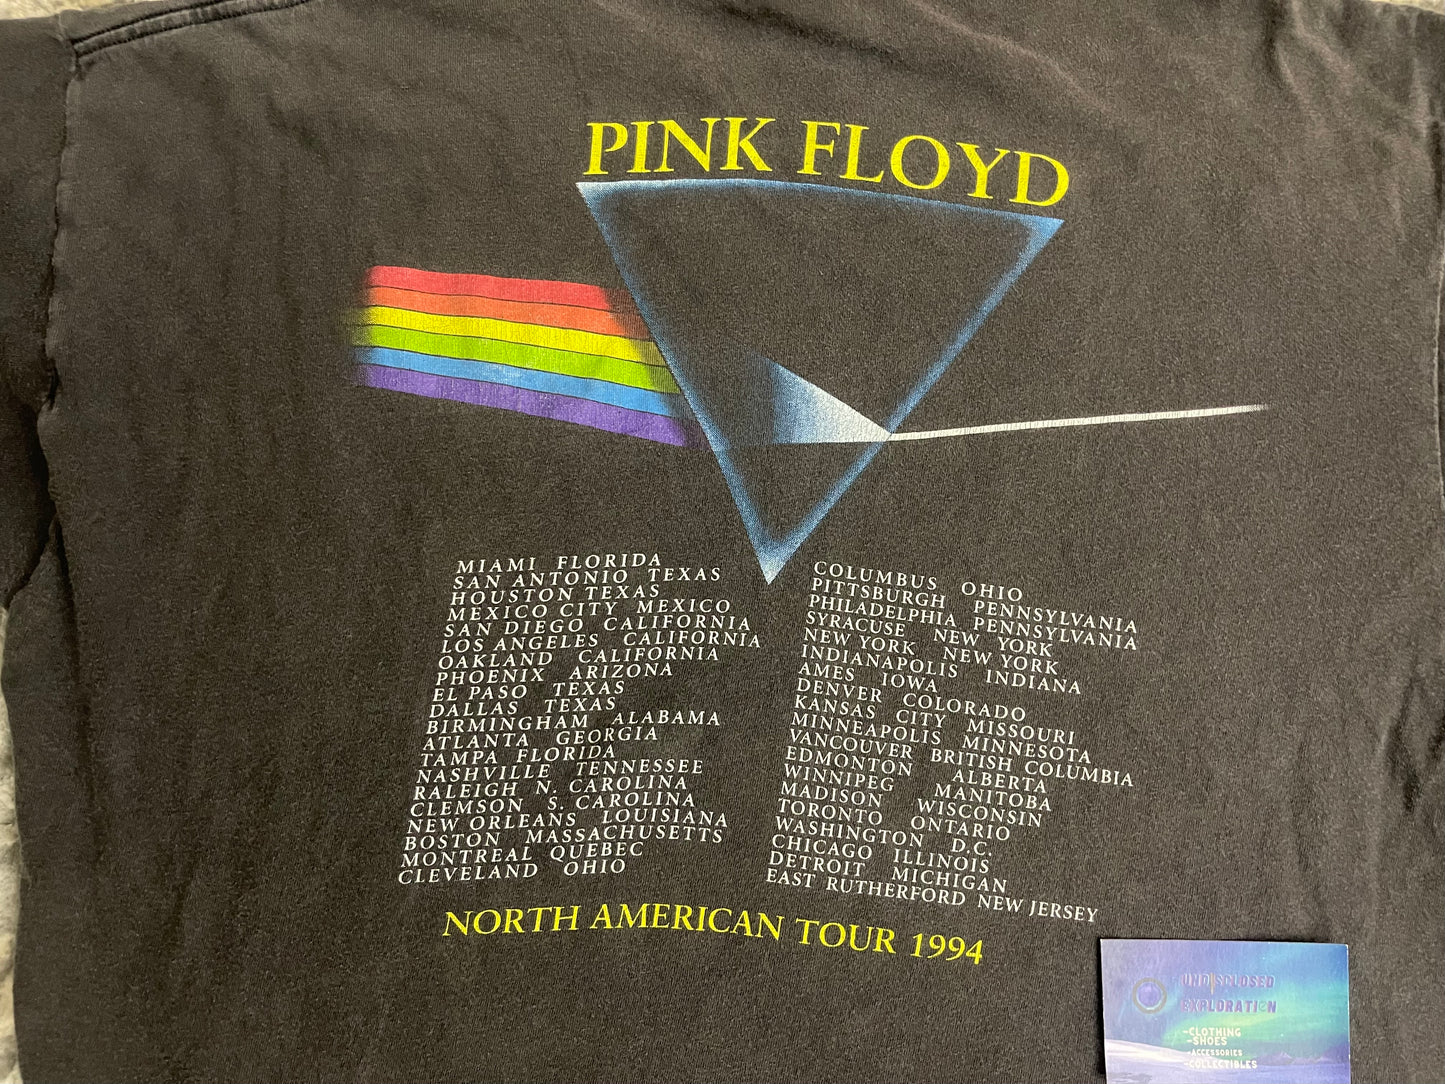 PINK FLOYD
MIAMI FLORIDA
SAN ANTONIO TEXAS
HOUSTON TEXAS
MEXICO CITY MEXICO
SAN DIEGO CALIFORNIA
LOS ANGELES CALIFORNIA
OAKLAND CALIFORNIA
PHOENIX ARIZONA
EL PASO TEXAS
DALLAS TEXAS
BIRMINGHAM ALABAMA
ATLANTA GEORGIA
TAMPA FLORIDA
NASHVILLE TENNESSEE
RALEIGH N. CAROLINA
CLEMSON S. CAROLINA
NEW ORLEANS LOUISIANA
BOSTON MASSACHUSETTS
MONTREAL QUEBEC
CLEVELAND OHIO
COLUMBUS OHIO
PITTSBURGH PENNSYLVANIA
PHILADELPHIA PENNSYLVANIA
SYRACUSE NEW YORK
NEW YORK NEW YORK
INDIANAPOLIS INDIANA
AMES IOWA
DENVER COLORADO
KANSAS CITY MISSOURI
MINNEAPOLIS MINNESOTA
VANCOUVER BRITISH COLUMBIA
EDMONTON ALBERTA
WINNIPEG MANITOBA
MADISON WISCONSIN
TORONTO ONTARIO
WASHINGTON D.C.
CHICAGO ILLINOIS
DETROIT MICHIGAN
EAST RUTHERFORD NEW JERSEY
NORTH AMERICAN TOUR 1994
UNDISCLOSED
EXPLORATION
-CLOTHING
-SHOES
-ACCESSORIES
-COLLECTIBLES